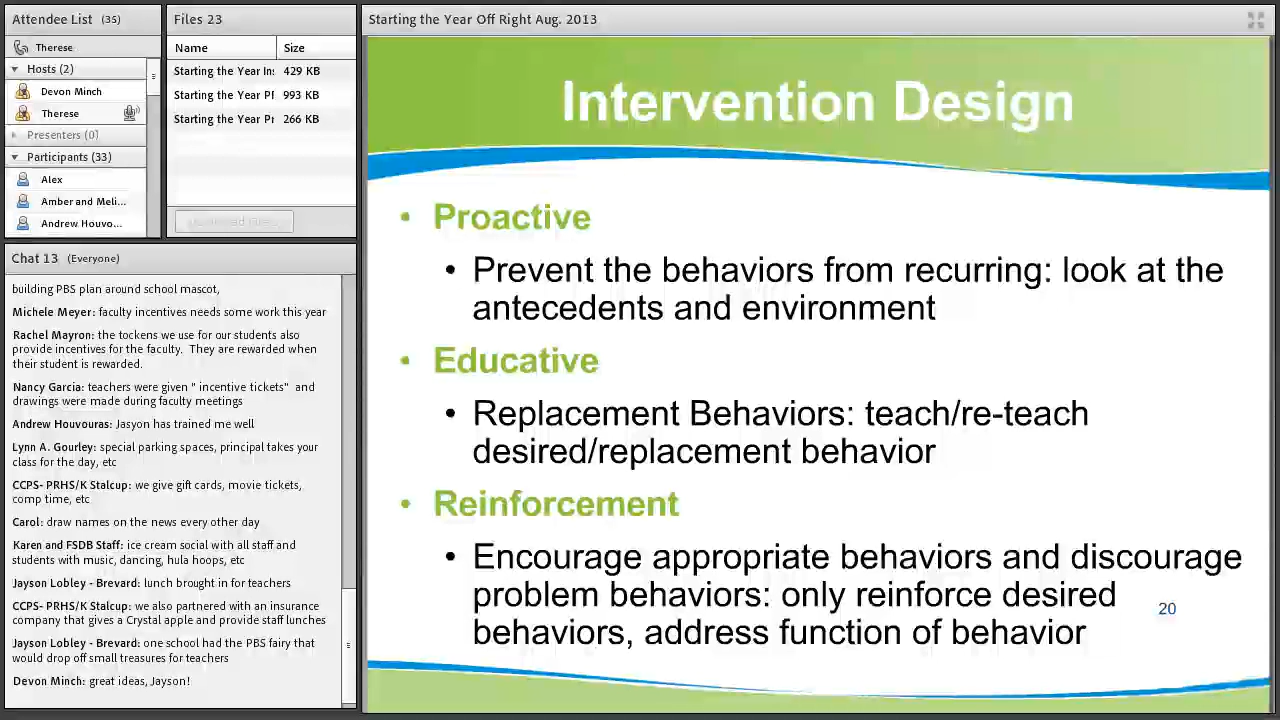 Attendee List (35)
Therese
Hosts (2)
Devon Minch
Therese
Presenters (0)
Participants (33)
Alex
Amber and Meli...
Andrew Houvo...
Files 23
Name Size
Starting the Year In: 429 KB
Starting the Year Pl 993 KB
Starting the Year Pr 266 KB
Chat 13 (Everyone)
building PBS plan around school mascot,
Michele Meyer: faculty incentives needs some work this year
Rachel Mayron: the tockens we use for our students also
provide incentives for the faculty. They are rewarded when
their student is rewarded.
Nancy Garcia: teachers were given " incentive tickets" and
drawings were made during faculty meetings
Andrew Houvouras: Jasyon has trained me well
Lynn A. Gourley: special parking spaces, principal takes your
class for the day, etc
CCPS- PRHS/K Stalcup: we give gift cards, movie tickets,
comp time, etc
Carol: draw names on the news every other day
Karen and FSDB Staff: ice cream social with all staff and
students with music, dancing, hula hoops, etc
Jayson Lobley - Brevard: lunch brought in for teachers
CCPS- PRHS/K Stalcup: we also partnered with an insurance
company that gives a Crystal apple and provide staff lunches
Jayson Lobley - Brevard: one school had the PBS fairy that
would drop off small treasures for teachers
Devon Minch: great ideas, Jayson!
Starting the Year Off Right Aug. 2013
Intervention Design
• Proactive
• Prevent the behaviors from recurring: look at the
antecedents and environment
• Educative
• Replacement Behaviors: teach/re-teach
desired/replacement behavior
• Reinforcement
• Encourage appropriate behaviors and discourage
problem behaviors: only reinforce desired
behaviors, address function of behavior
20